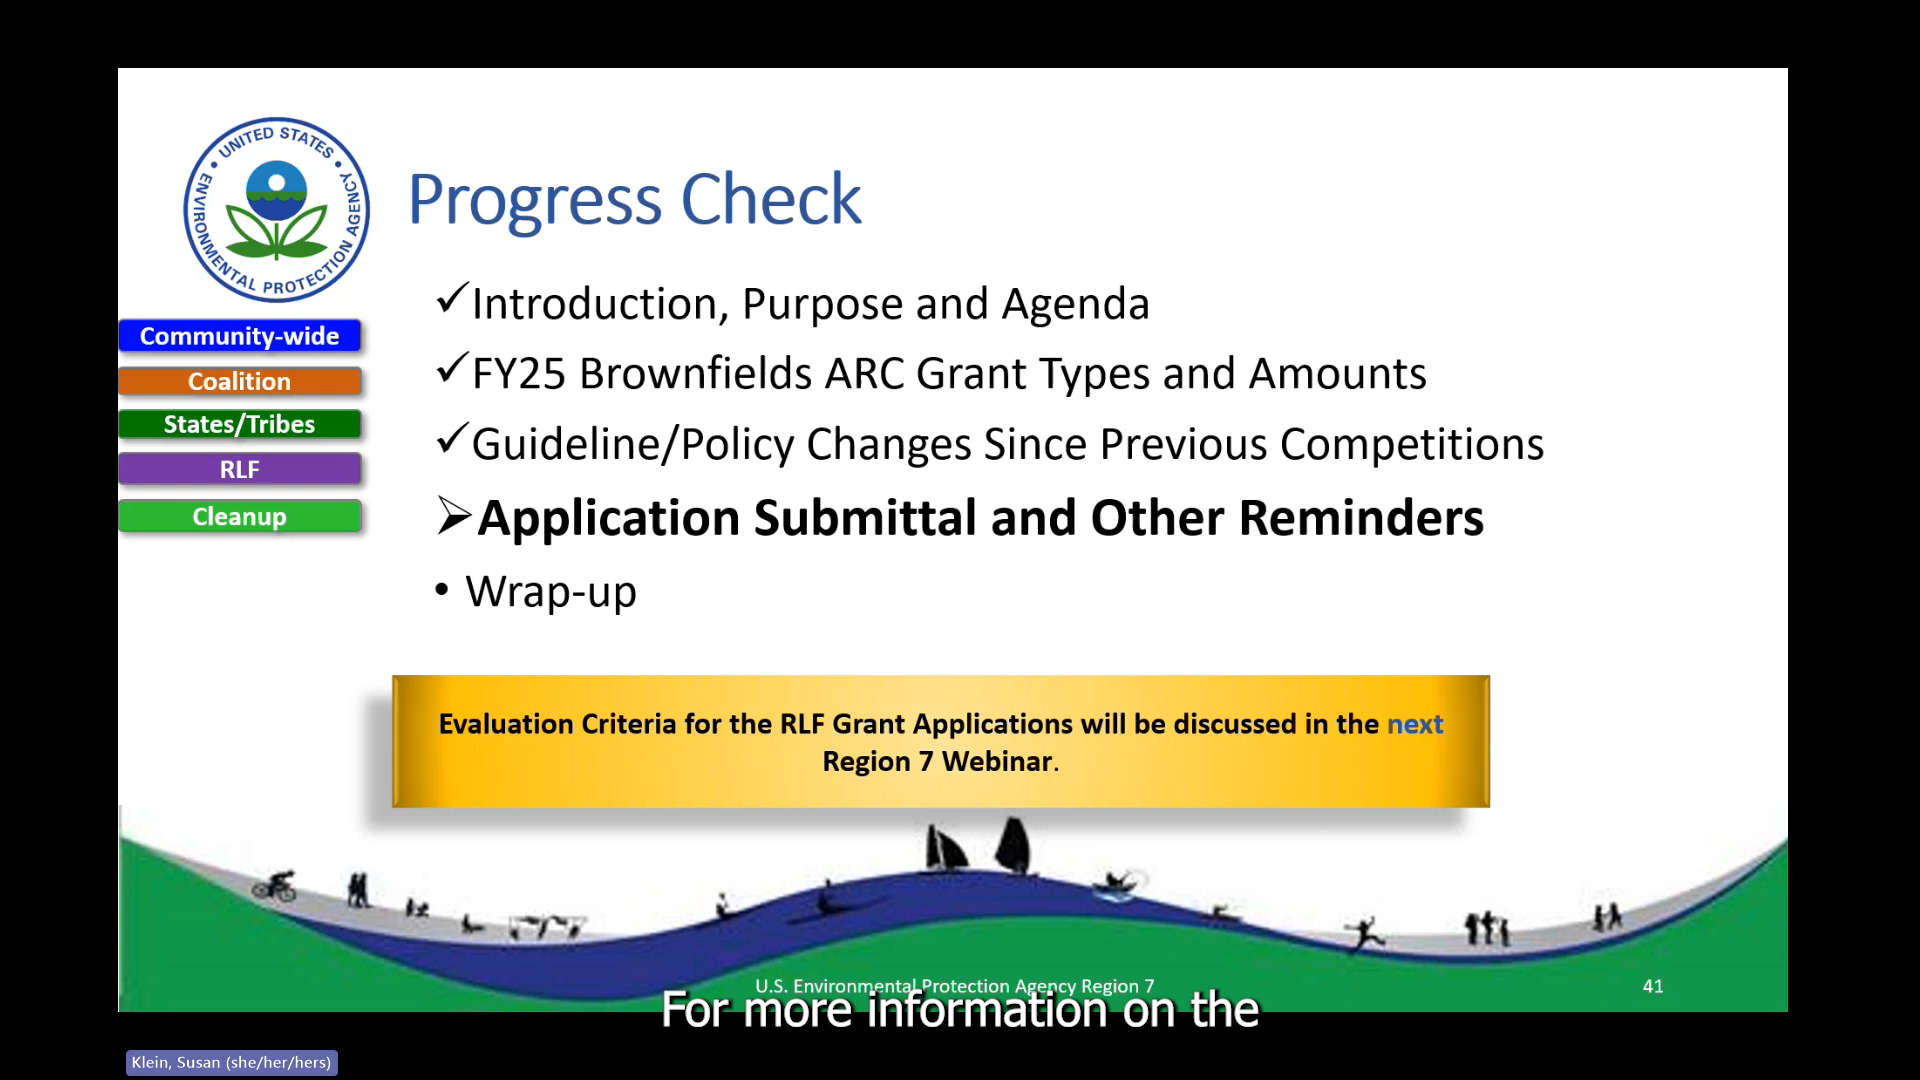 UNITED STATES
ENVIRONMENTAL PROTECTION AGENCY
Progress Check
✓Introduction, Purpose and Agenda
✓FY25 Brownfields ARC Grant Types and Amounts
✓Guideline/Policy Changes Since Previous Competitions
➢Application Submittal and Other Reminders
• Wrap-up
Community-wide
Coalition
States/Tribes
RLF
Cleanup
Evaluation Criteria for the RLF Grant Applications will be discussed in the next
Region 7 Webinar.
U.S. Environmental Protection Agency Region 7
41
For more information on the
Klein, Susan (she/her/hers)